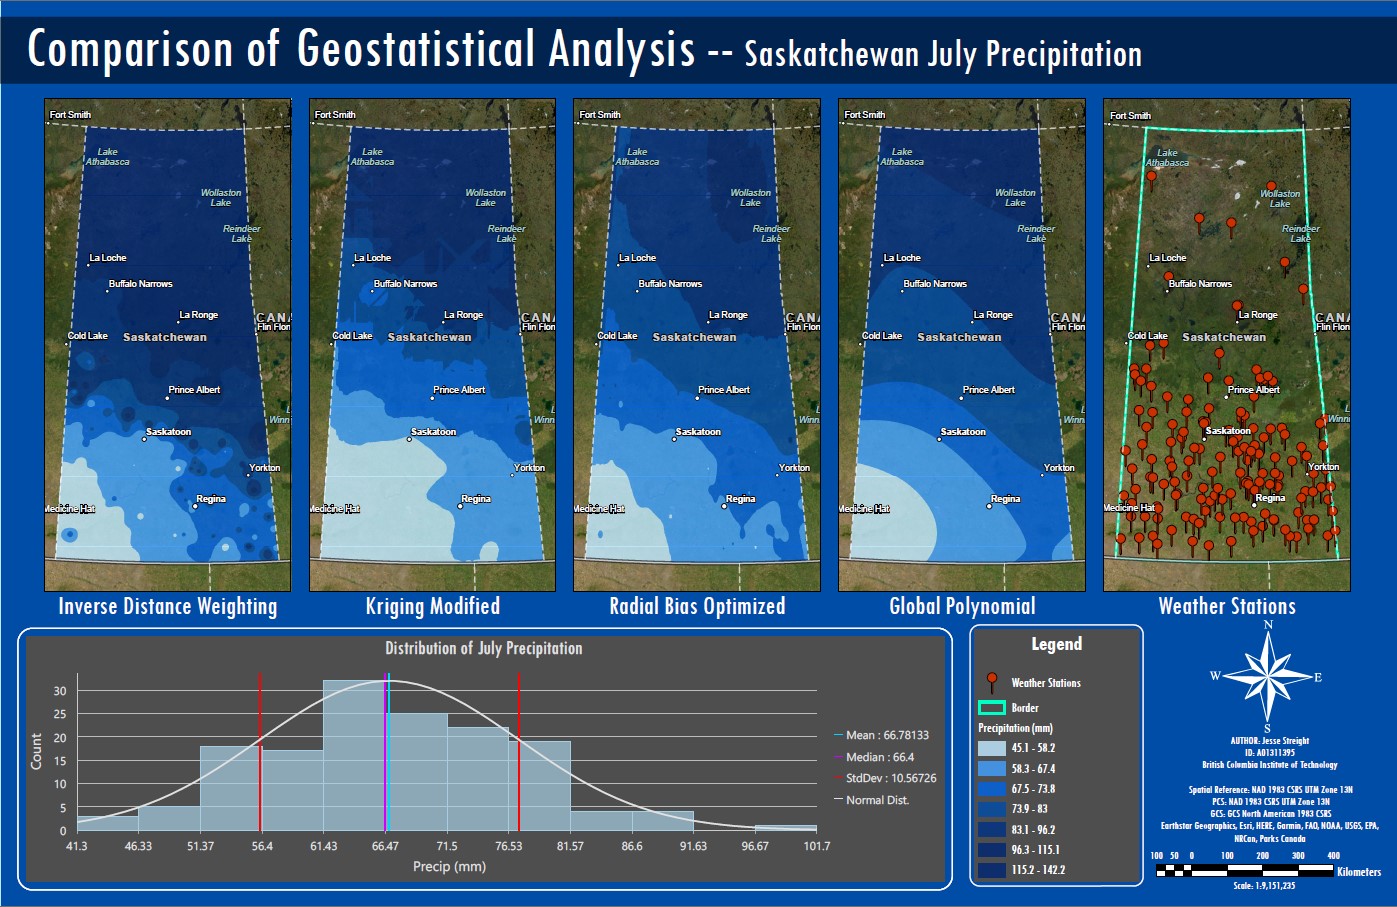 Comparison of Geostatistical Analysis -- Saskatchewan July Precipitation
Fort Smith
Lake
Athabasca
Wollaston
Lake
Reindeer
Lake
La Loche
Buffalo Narrows
La Ronge
CANA
Flin Flon
Cold Lake
Saskatchewan
Prince Albert
L
Winn
Saskatoon
Yorkton
Regina
Medicine Hat
Inverse Distance Weighting
Fort Smith
Lake
Athabasca
Wollaston
Lake
Reindeer
Lake
La Loche
Buffalo Narrows
La Ronge
CANA
Flin Flon
Cold Lake
Saskatchewan
Prince Albert
L
Winn
Saskatoon
Yorkton
Regina
Medicine Hat
Kriging Modified
Fort Smith
Lake
Athabasca
Wollaston
Lake
Reindeer
Lake
La Loche
Buffalo Narrows
La Ronge
CANA
Flin Flon
Cold Lake
Saskatchewan
Prince Albert
L
Winn
Saskatoon
Yorkton
Regina
Medicine Hat
Radial Bias Optimized
Fort Smith
Lake
Athabasca
Wollaston
Lake
Reindeer
Lake
La Loche
Buffalo Narrows
La Ronge
CANA
Flin Flon
Cold Lake
Saskatchewan
Prince Albert
L
Winn
Saskatoon
Yorkton
Regina
Medicine Hat
Global Polynomial
Fort Smith
Lake
Athabasca
Wollaston
Lake
Reindeer
Lake
La Loche
Buffalo Narrows
La Ronge
CANA
Flin Flon
Cold Lake
Saskatchewan
Prince Albert
L
Winn
Saskatoon
Yorkton
Regina
Medicine Hat
Weather Stations
Distribution of July Precipitation
Count
30
25
20
15
10
5
0
41.3 46.33 51.37 56.4 61.43 66.47 71.5 76.53 81.57 86.6 91.63 96.67 101.7
Precip (mm)
Mean : 66.78133
Median : 66.4
StdDev : 10.56726
Normal Dist.
Legend
Weather Stations
Border
Precipitation (mm)
45.1 - 58.2
58.3 - 67.4
67.5 - 73.8
73.9 - 83
83.1 - 96.2
96.3 - 115.1
115.2 - 142.2
N
W E
S
AUTHOR: Jesse Streight
ID: A01311395
British Columbia Institute of Technology
Spatial Reference: NAD 1983 CSRS UTM Zone 13N
PCS: NAD 1983 CSRS UTM Zone 13N
GCS: GCS North American 1983 CSRS
Earthstar Geographics, Esri, HERE, Garmin, FAO, NOAA, USGS, EPA,
NRCan, Parks Canada
100 50 0 100 200 300 400
Kilometers
Scale: 1:9,151,235